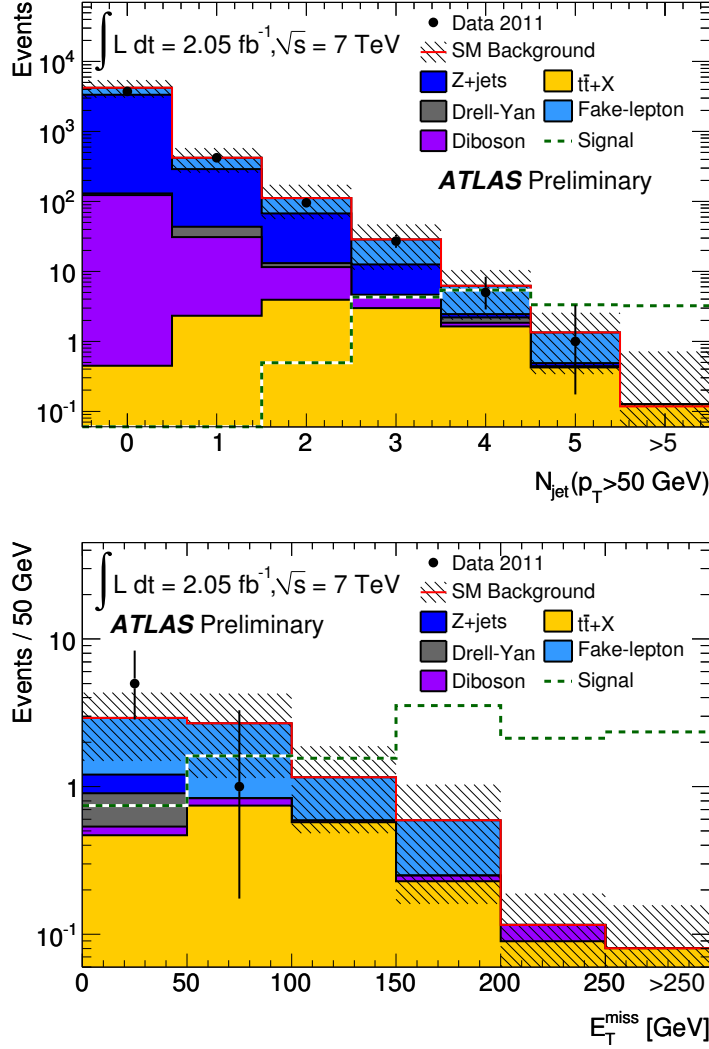 Events
∫ L dt = 2.05 fb⁻¹, √s = 7 TeV
Data 2011
SM Background
Z+jets
tt̄+X
Drell-Yan
Fake-lepton
Diboson
Signal
ATLAS Preliminary
10⁴
10³
10²
10
1
10⁻¹
0 1 2 3 4 5 >5
N_jet(p_T>50 GeV)
Events / 50 GeV
∫ L dt = 2.05 fb⁻¹, √s = 7 TeV
ATLAS Preliminary
Data 2011
SM Background
Z+jets
tt̄+X
Drell-Yan
Fake-lepton
Diboson
Signal
10
1
10⁻¹
0 50 100 150 200 250 >250
E_T^miss [GeV]